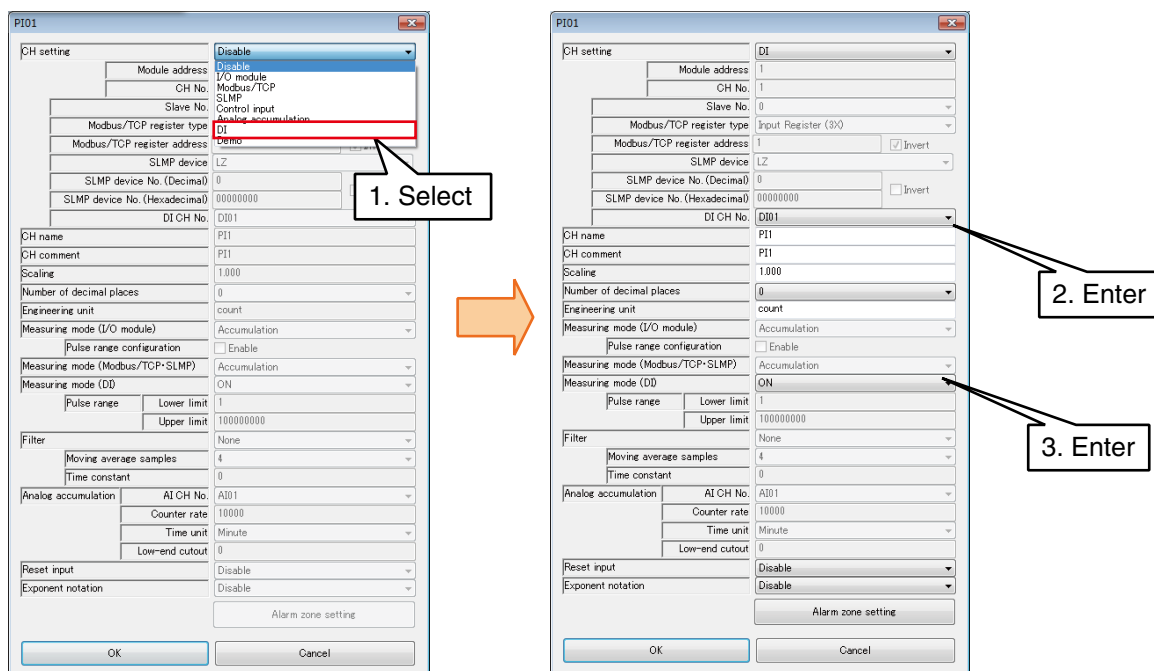 PI01
CH setting Disable
Disable
I/O module
Modbus/TCP
SLMP
Control input
Analog accumulation
DI
Demo
Module address
CH No.
Slave No.
Modbus/TCP register type
Modbus/TCP register address
SLMP device LZ
SLMP device No. (Decimal) 0
SLMP device No. (Hexadecimal) 00000000
DI CH No. DI01
CH name PI1
CH comment PI1
Scaling 1.000
Number of decimal places 0
Engineering unit count
Measuring mode (I/O module) Accumulation
Pulse range configuration Enable
Measuring mode (Modbus/TCP・SLMP) Accumulation
Measuring mode (DI) ON
Pulse range Lower limit 1
Upper limit 100000000
Filter None
Moving average samples 4
Time constant 0
Analog accumulation AI CH No. AI01
Counter rate 10000
Time unit Minute
Low-end cutout 0
Reset input Disable
Exponent notation Disable
Alarm zone setting
OK Cancel
1. Select
PI01
CH setting DI
Module address 1
CH No. 1
Slave No. 0
Modbus/TCP register type Input Register (3X)
Modbus/TCP register address 1 Invert
SLMP device LZ
SLMP device No. (Decimal) 0
Invert
SLMP device No. (Hexadecimal) 00000000
DI CH No. DI01
CH name PI1
CH comment PI1
Scaling 1.000
Number of decimal places 0
Engineering unit count
Measuring mode (I/O module) Accumulation
Pulse range configuration Enable
Measuring mode (Modbus/TCP・SLMP) Accumulation
Measuring mode (DI) ON
Pulse range Lower limit 1
Upper limit 100000000
Filter None
Moving average samples 4
Time constant 0
Analog accumulation AI CH No. AI01
Counter rate 10000
Time unit Minute
Low-end cutout 0
Reset input Disable
Exponent notation Disable
Alarm zone setting
OK Cancel
2. Enter
3. Enter